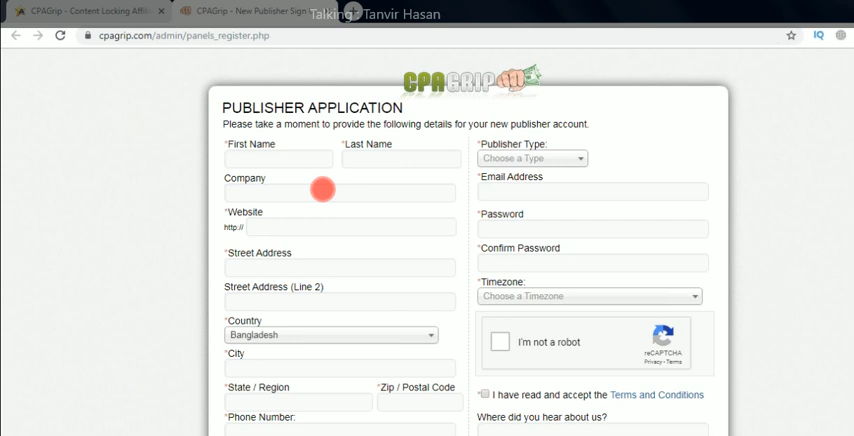 CPAGrip - Content Locking Affili
CPAGrip - New Publisher Sign
Talking : Tanvir Hasan
cpagrip.com/admin/panels_register.php
IQ
CPAGRIP
PUBLISHER APPLICATION
Please take a moment to provide the following details for your new publisher account.
*First Name
*Last Name
Company
*Website
http://
*Street Address
Street Address (Line 2)
*Country
Bangladesh
*City
*State / Region
*Zip / Postal Code
*Phone Number:
*Publisher Type:
Choose a Type
*Email Address
*Password
*Confirm Password
*Timezone:
Choose a Timezone
I'm not a robot
reCAPTCHA
Privacy - Terms
* I have read and accept the Terms and Conditions
Where did you hear about us?